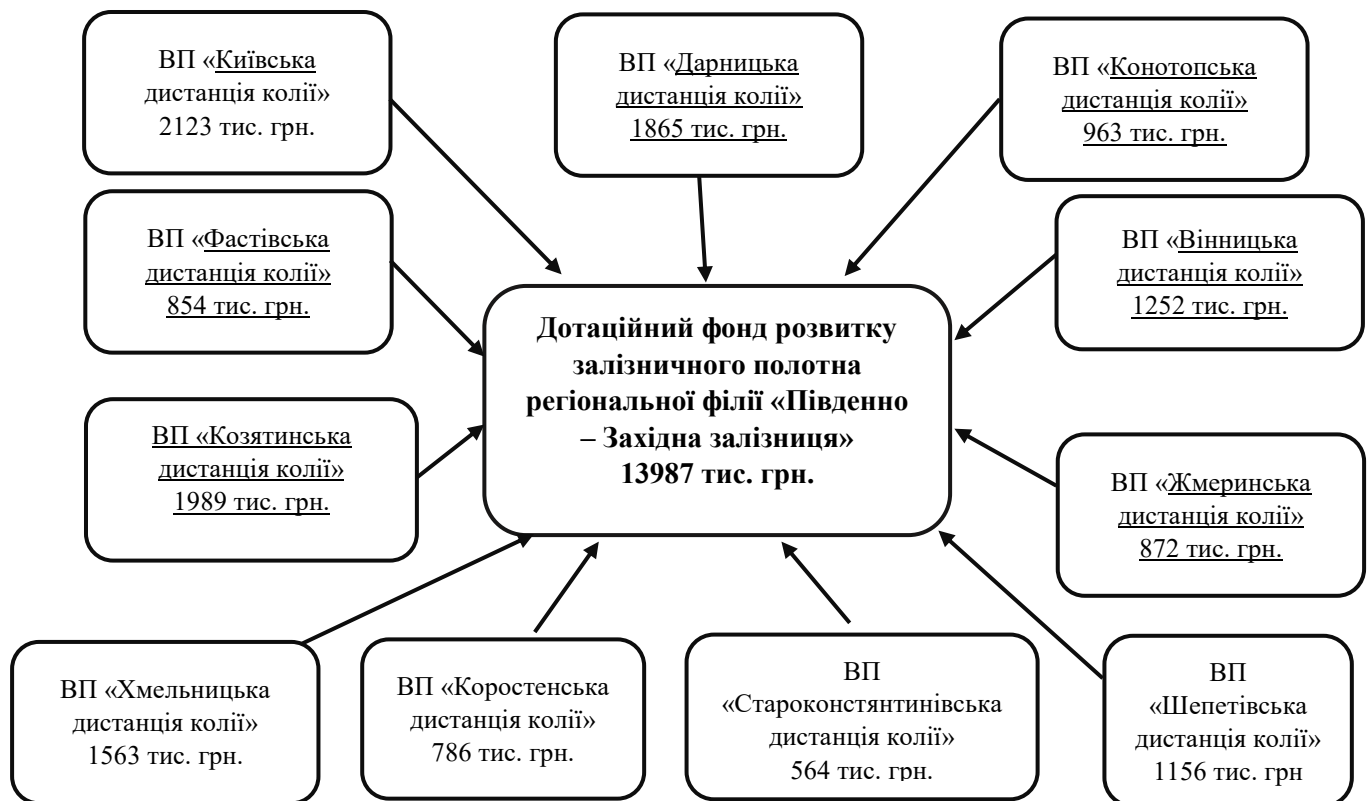 ВП «Київська
дистанція колії»
2123 тис. грн.
ВП «Дарницька
дистанція колії»
1865 тис. грн.
ВП «Конотопська
дистанція колії»
963 тис. грн.
ВП «Фастівська
дистанція колії»
854 тис. грн.
ВП «Вінницька
дистанція колії»
1252 тис. грн.
Дотаційний фонд розвитку
залізничного полотна
регіональної філії «Південно
– Західна залізниця»
13987 тис. грн.
ВП «Козятинська
дистанція колії»
1989 тис. грн.
ВП «Жмеринська
дистанція колії»
872 тис. грн.
ВП «Хмельницька
дистанція колії»
1563 тис. грн.
ВП «Коростенська
дистанція колії»
786 тис. грн.
ВП
«Староконстянтинівська
дистанція колії»
564 тис. грн.
ВП
«Шепетівська
дистанція колії»
1156 тис. грн